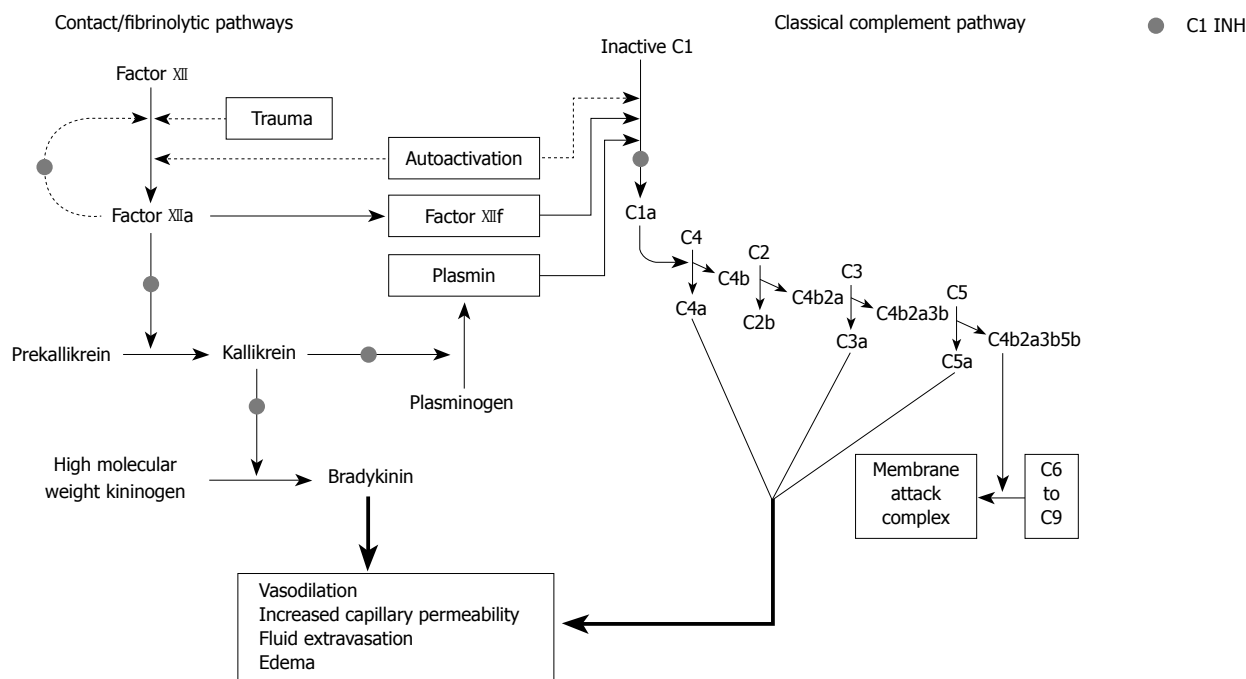 Contact/fibrinolytic pathways
Classical complement pathway
C1 INH
Inactive C1
Factor Ⅻ
Trauma
Autoactivation
Factor Ⅻa
Factor Ⅻf
C1a
Plasmin
C4
C4b
C4a
C2
C4b2a
C2b
C3
C4b2a3b
C3a
C5
C4b2a3b5b
C5a
Prekallikrein
Kallikrein
Plasminogen
High molecular
weight kininogen
Bradykinin
Membrane
attack
complex
C6
to
C9
Vasodilation
Increased capillary permeability
Fluid extravasation
Edema